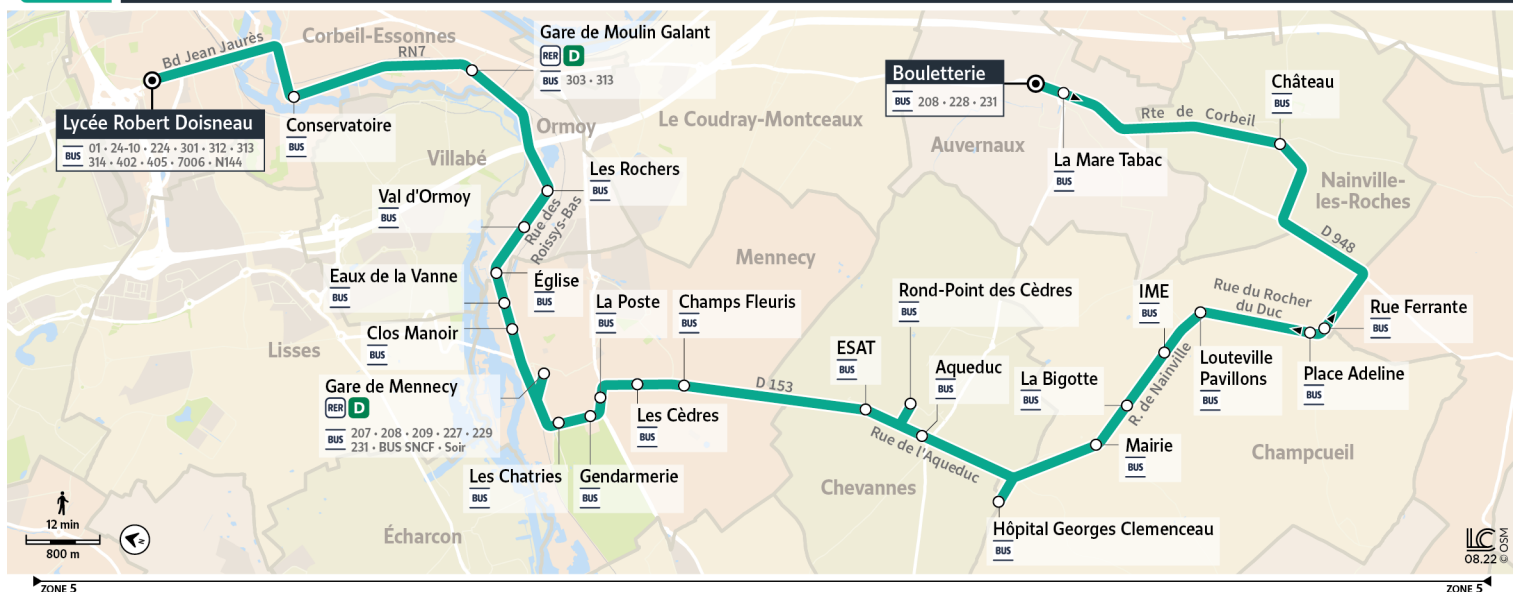 Bd Jean Jaurès
Corbeil-Essonnes
RN7
Gare de Moulin Galant
RER D
BUS 303 • 313
Lycée Robert Doisneau
BUS 01 • 24-10 • 224 • 301 • 312 • 313
314 • 402 • 405 • 7006 • N144
Conservatoire
BUS
Ormoy
Villabé
Le Coudray-Montceaux
Bouletterie
BUS 208 • 228 • 231
Auvernaux
La Mare Tabac
BUS
Rte de Corbeil
Château
BUS
Nainville-
les-Roches
D 948
Les Rochers
BUS
Val d'Ormoy
BUS
Rue des
Roissys-Bas
Église
BUS
Eaux de la Vanne
BUS
Clos Manoir
BUS
Lisses
Mennecy
La Poste
BUS
Champs Fleuris
BUS
Gare de Mennecy
RER D
BUS 207 • 208 • 209 • 227 • 229
231 • BUS SNCF • Soir
Les Cèdres
BUS
D 153
Les Chatries
BUS
Gendarmerie
BUS
Écharcon
ESAT
BUS
Rond-Point des Cèdres
BUS
Aqueduc
BUS
Rue de l'Aqueduc
Chevannes
Hôpital Georges Clemenceau
BUS
La Bigotte
BUS
Mairie
BUS
R. de Nainville
IME
BUS
Louteville
Pavillons
BUS
Rue du Rocher
du Duc
Place Adeline
BUS
Rue Ferrante
BUS
Champcueil
12 min
800 m
N
LC
08.22
© OSM
ZONE 5
ZONE 5